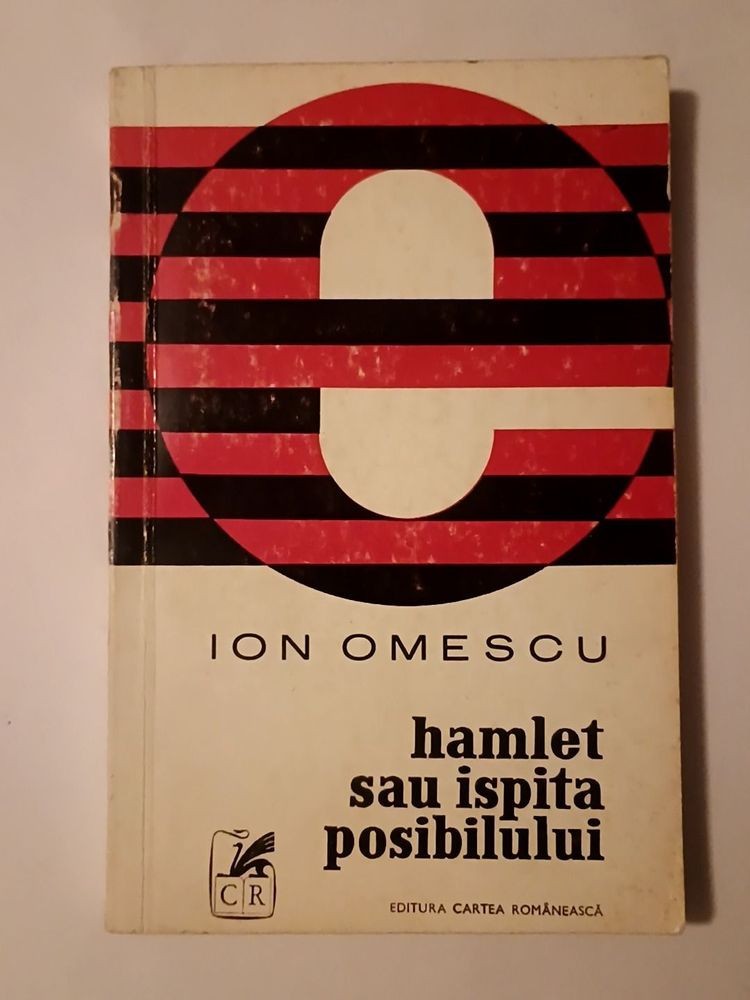 ION OMESCU
hamlet
sau ispita
posibilului
CR
EDITURA CARTEA ROMÂNEASCĂ